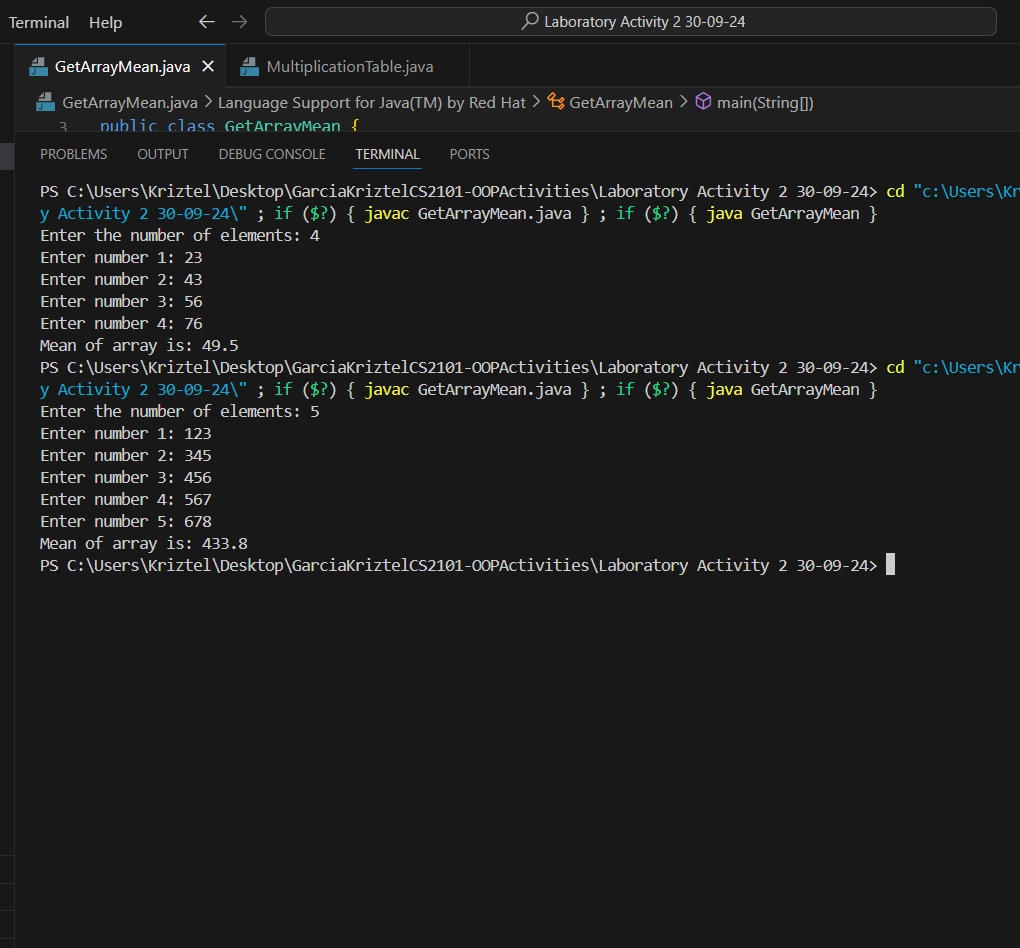 Terminal Help Laboratory Activity 2 30-09-24
GetArrayMean.java MultiplicationTable.java
GetArrayMean.java > Language Support for Java(TM) by Red Hat > GetArrayMean > main(String[])
3 public class GetArrayMean {
PROBLEMS OUTPUT DEBUG CONSOLE TERMINAL PORTS
PS C:\Users\Kriztel\Desktop\GarciaKriztelCS2101-OOPActivities\Laboratory Activity 2 30-09-24> cd "c:\Users\Kr
y Activity 2 30-09-24\" ; if ($?) { javac GetArrayMean.java } ; if ($?) { java GetArrayMean }
Enter the number of elements: 4
Enter number 1: 23
Enter number 2: 43
Enter number 3: 56
Enter number 4: 76
Mean of array is: 49.5
PS C:\Users\Kriztel\Desktop\GarciaKriztelCS2101-OOPActivities\Laboratory Activity 2 30-09-24> cd "c:\Users\Kr
y Activity 2 30-09-24\" ; if ($?) { javac GetArrayMean.java } ; if ($?) { java GetArrayMean }
Enter the number of elements: 5
Enter number 1: 123
Enter number 2: 345
Enter number 3: 456
Enter number 4: 567
Enter number 5: 678
Mean of array is: 433.8
PS C:\Users\Kriztel\Desktop\GarciaKriztelCS2101-OOPActivities\Laboratory Activity 2 30-09-24>